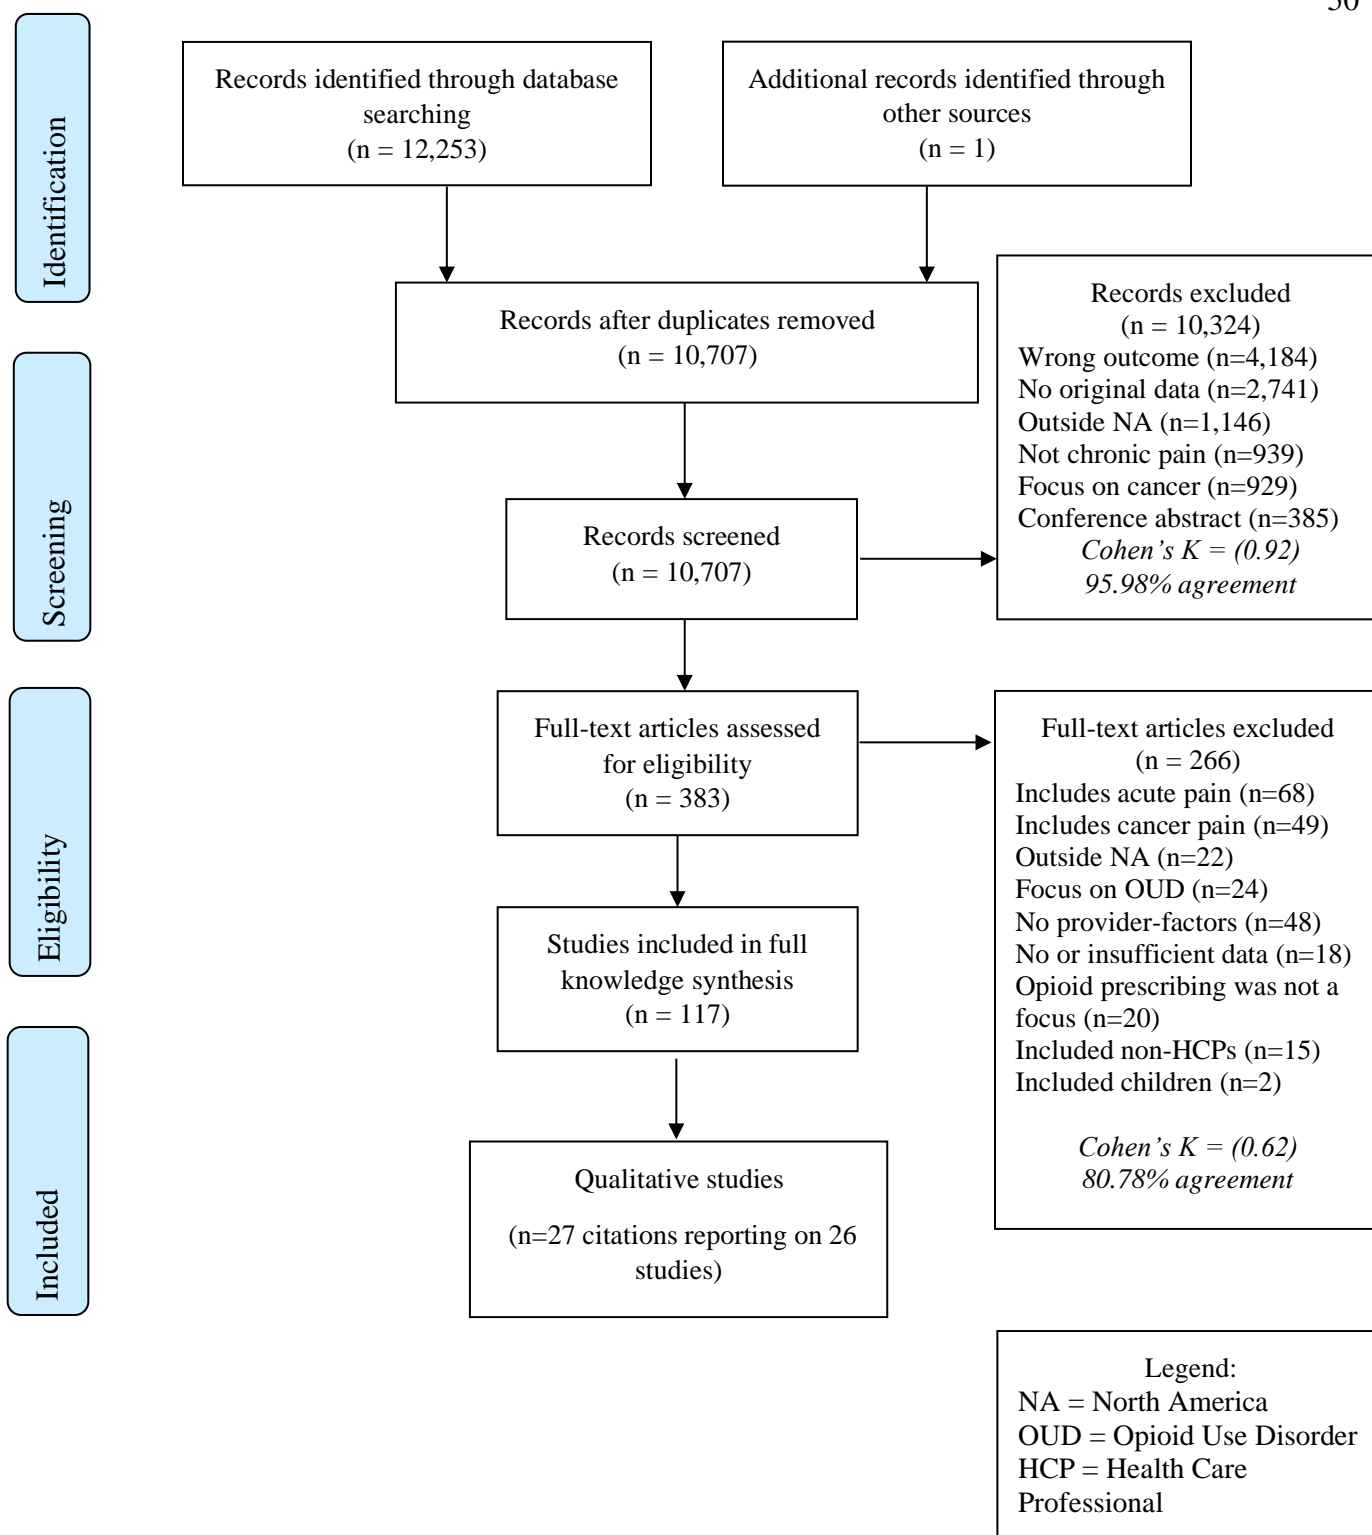 50
Identification
Records identified through database
searching
(n = 12,253)
Additional records identified through
other sources
(n = 1)
Records after duplicates removed
(n = 10,707)
Records excluded
(n = 10,324)
Wrong outcome (n=4,184)
No original data (n=2,741)
Outside NA (n=1,146)
Not chronic pain (n=939)
Focus on cancer (n=929)
Conference abstract (n=385)
Cohen’s K = (0.92)
95.98% agreement
Screening
Records screened
(n = 10,707)
Eligibility
Full-text articles assessed
for eligibility
(n = 383)
Full-text articles excluded
(n = 266)
Includes acute pain (n=68)
Includes cancer pain (n=49)
Outside NA (n=22)
Focus on OUD (n=24)
No provider-factors (n=48)
No or insufficient data (n=18)
Opioid prescribing was not a
focus (n=20)
Included non-HCPs (n=15)
Included children (n=2)
Cohen’s K = (0.62)
80.78% agreement
Studies included in full
knowledge synthesis
(n = 117)
Included
Qualitative studies
(n=27 citations reporting on 26
studies)
Legend:
NA = North America
OUD = Opioid Use Disorder
HCP = Health Care
Professional